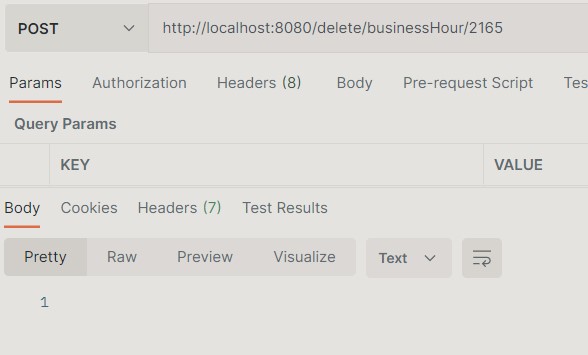 POST http://localhost:8080/delete/businessHour/2165
Params Authorization Headers (8) Body Pre-request Script Tes
Query Params
KEY VALUE
Body Cookies Headers (7) Test Results
Pretty Raw Preview Visualize Text
1